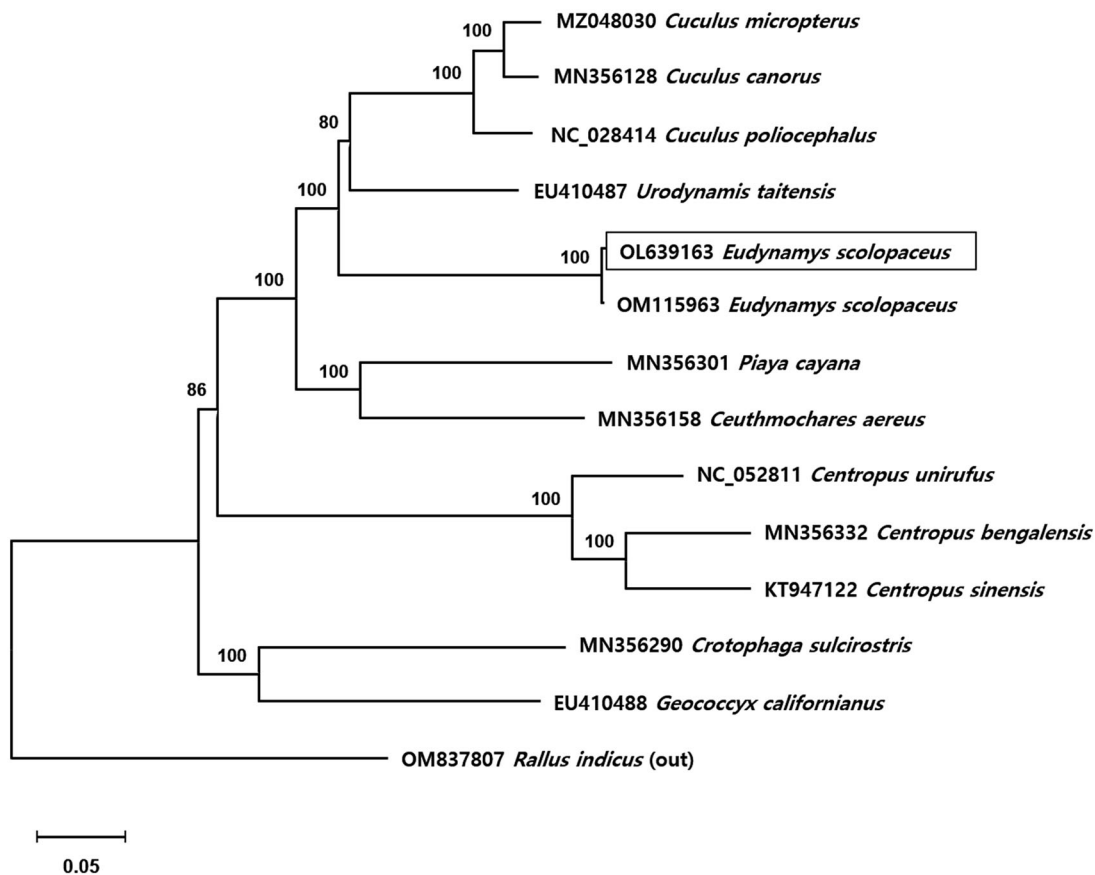 100
MZ048030 Cuculus micropterus
100
MN356128 Cuculus canorus
80
NC_028414 Cuculus poliocephalus
100
EU410487 Urodynamis taitensis
100
OL639163 Eudynamys scolopaceus
100
OM115963 Eudynamys scolopaceus
86
100
MN356301 Piaya cayana
MN356158 Ceuthmochares aereus
100
NC_052811 Centropus unirufus
100
MN356332 Centropus bengalensis
KT947122 Centropus sinensis
100
MN356290 Crotophaga sulcirostris
EU410488 Geococcyx californianus
OM837807 Rallus indicus (out)
0.05